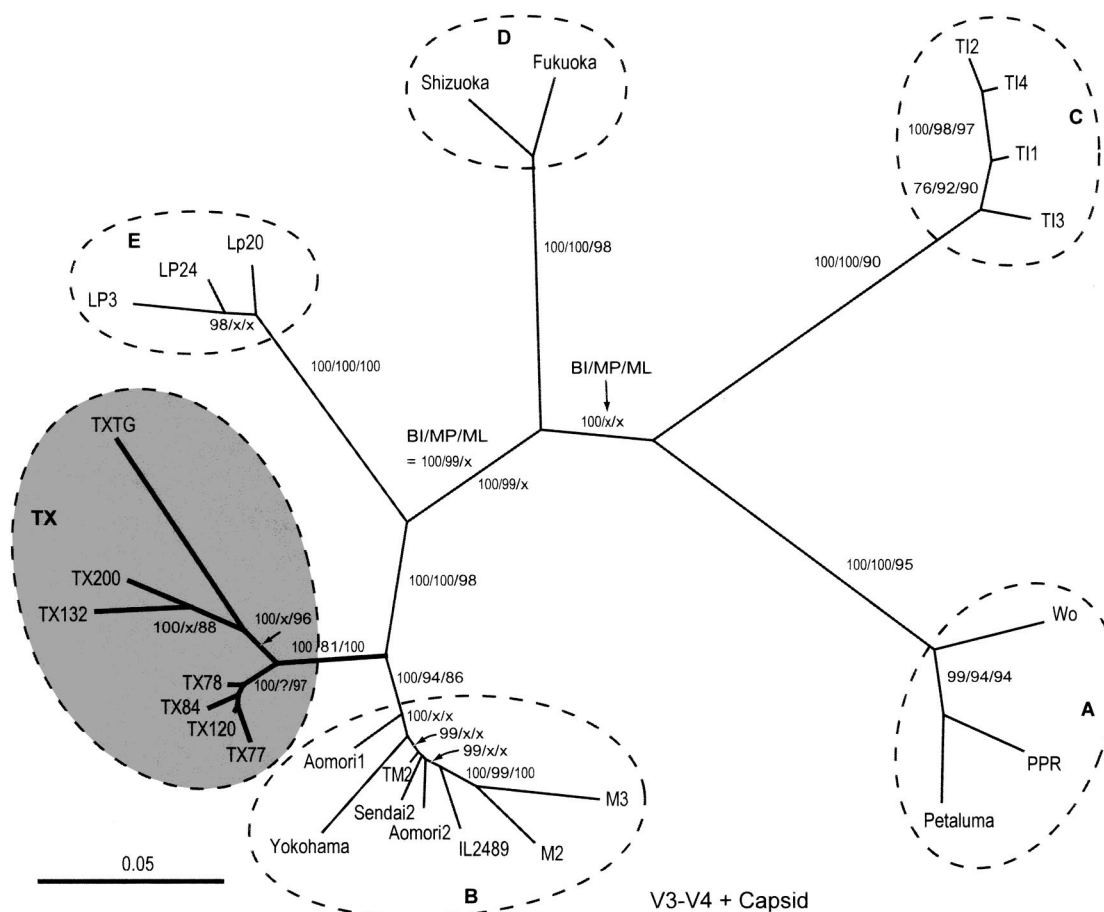 D
Fukuoka
Shizuoka
TI2
TI4
C
100/98/97
TI1
76/92/90
TI3
E
Lp20
LP24
LP3
98/x/x
100/100/98
100/100/90
100/100/100
BI/MP/ML
100/x/x
BI/MP/ML
= 100/99/x
100/99/x
TXTG
TX
TX200
TX132
100/x/88
100/x/96
100/81/100
100/100/98
100/100/95
TX78
100/?/97
TX84
TX120
TX77
100/94/86
100/x/x
99/x/x
99/x/x
Aomori1
TM2
100/99/100
Sendai2
Aomori2
Yokohama
IL2489
M3
M2
B
Wo
99/94/94
A
PPR
Petaluma
0.05
V3-V4 + Capsid